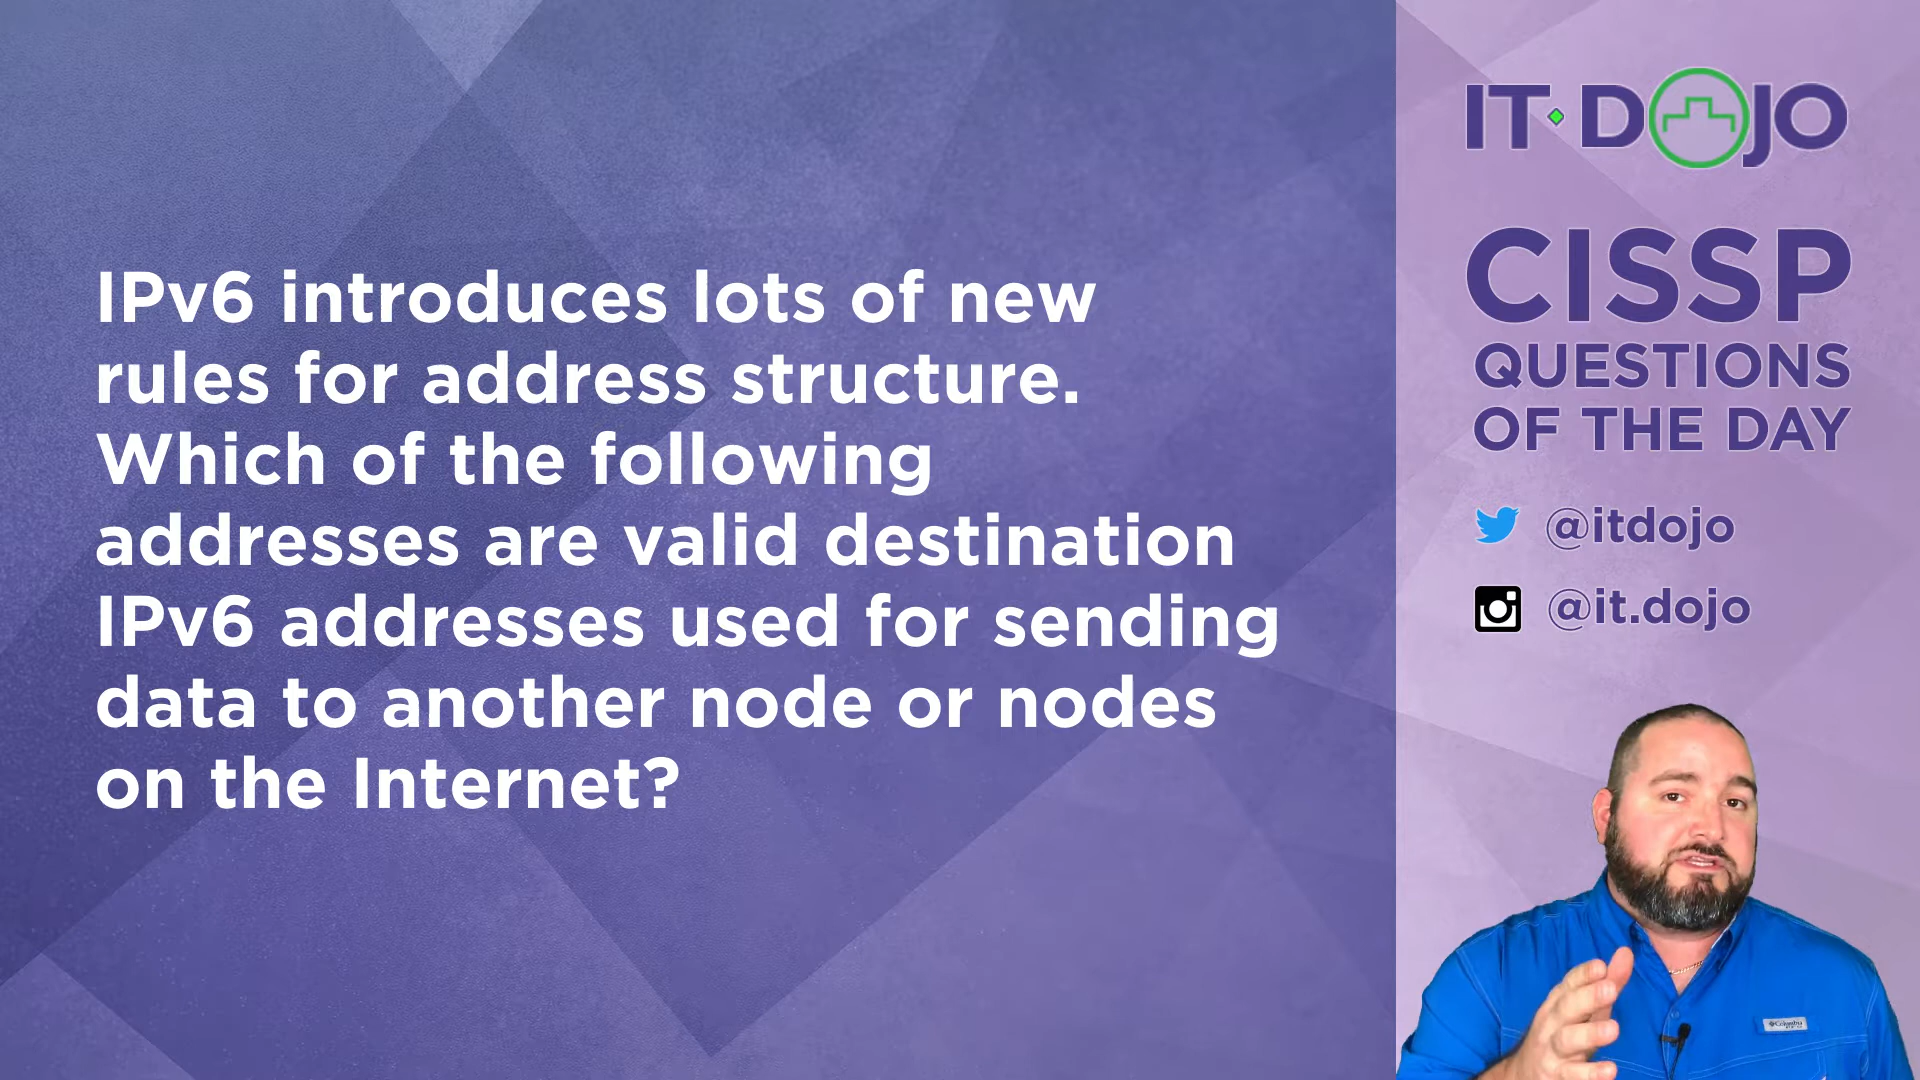 IPv6 introduces lots of new
rules for address structure.
Which of the following
addresses are valid destination
IPv6 addresses used for sending
data to another node or nodes
on the Internet?
IT·DOJO
CISSP
QUESTIONS
OF THE DAY
@itdojo
@it.dojo
Columbia